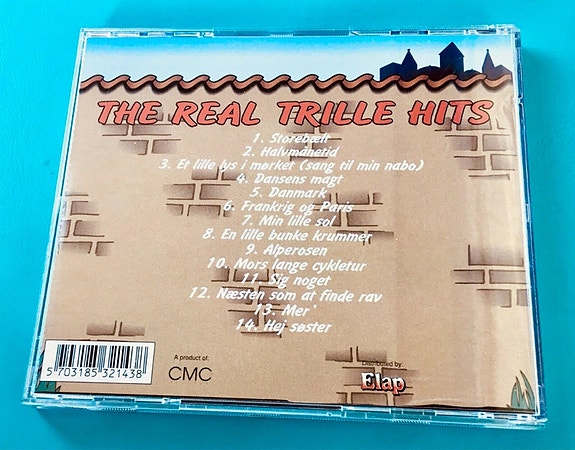 THE REAL TRILLE HITS
1. Storebælt
2. Halvmånetid
3. Et lille lys i mørket (sang til min nabo)
4. Dansens magt
5. Danmark
6. Frankrig og Paris
7. Min lille sol
8. En lille bunke krummer
9. Alperosen
10. Mors lange cykletur
11. Sig noget
12. Næsten som at finde rav
13. Mer'
14. Hej søster
5 703185 321438
A product of:
CMC
Distributed by:
Elap